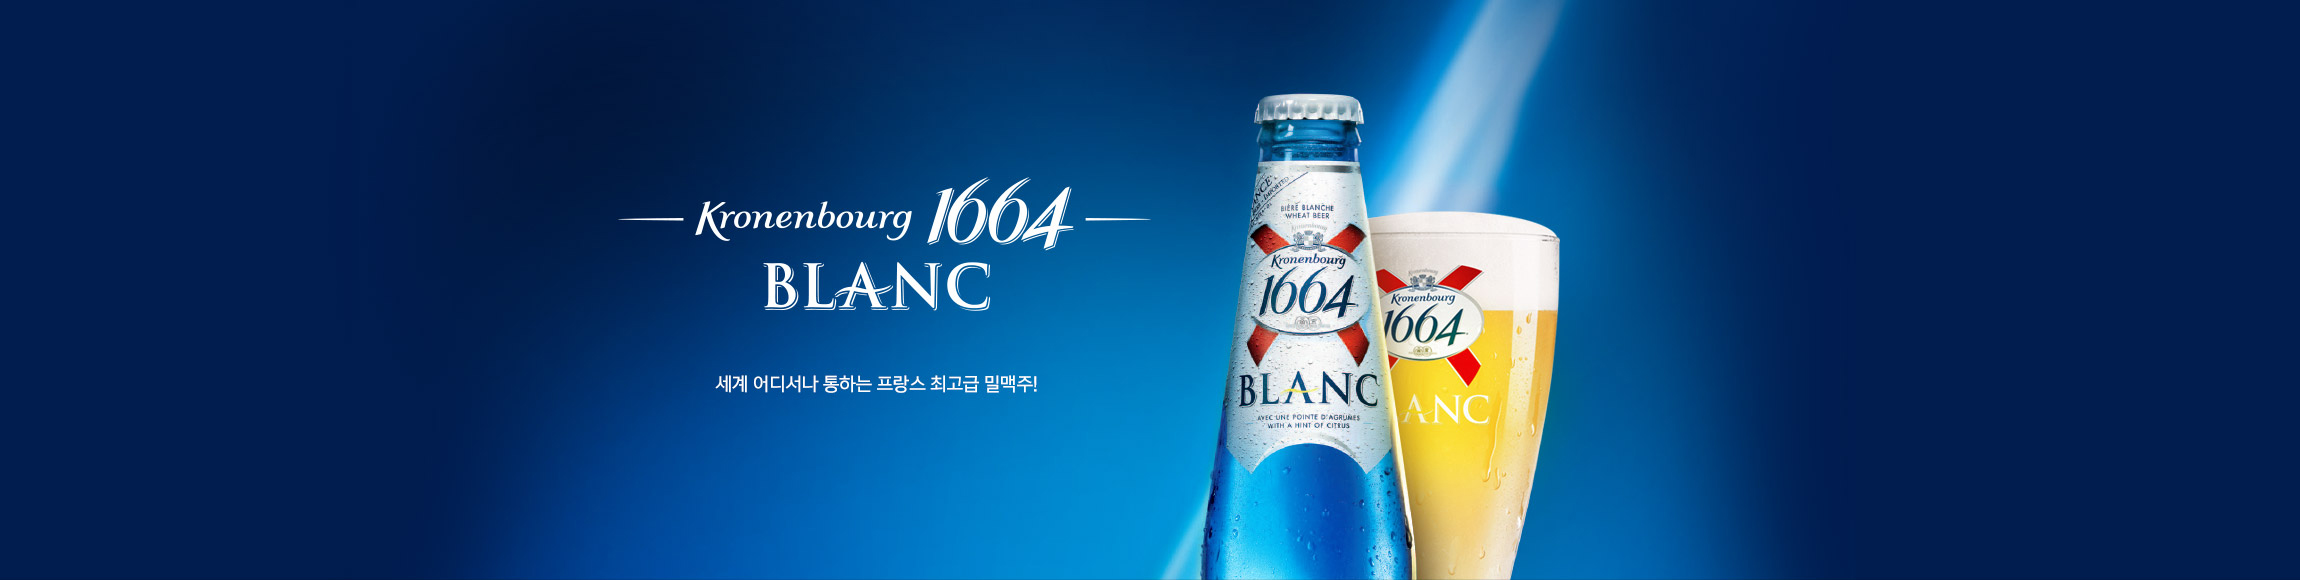 Kronenbourg 1664
BLANC
세계 어디서나 통하는 프랑스 최고급 밀맥주!
BIÈRE BLANCHE
WHEAT BEER
Kronenbourg
1664
BLANC
AVEC UNE POINTE D'AGRUMES
WITH A HINT OF CITRUS
Kronenbourg
1664
ANC